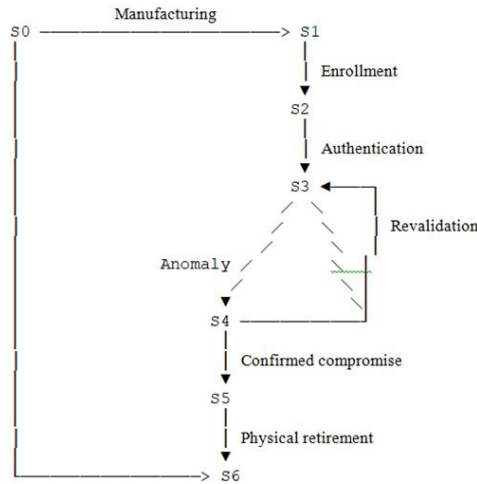 Manufacturing
S0 S1
Enrollment
S2
Authentication
S3
Revalidation
Anomaly
S4
Confirmed compromise
S5
Physical retirement
S6